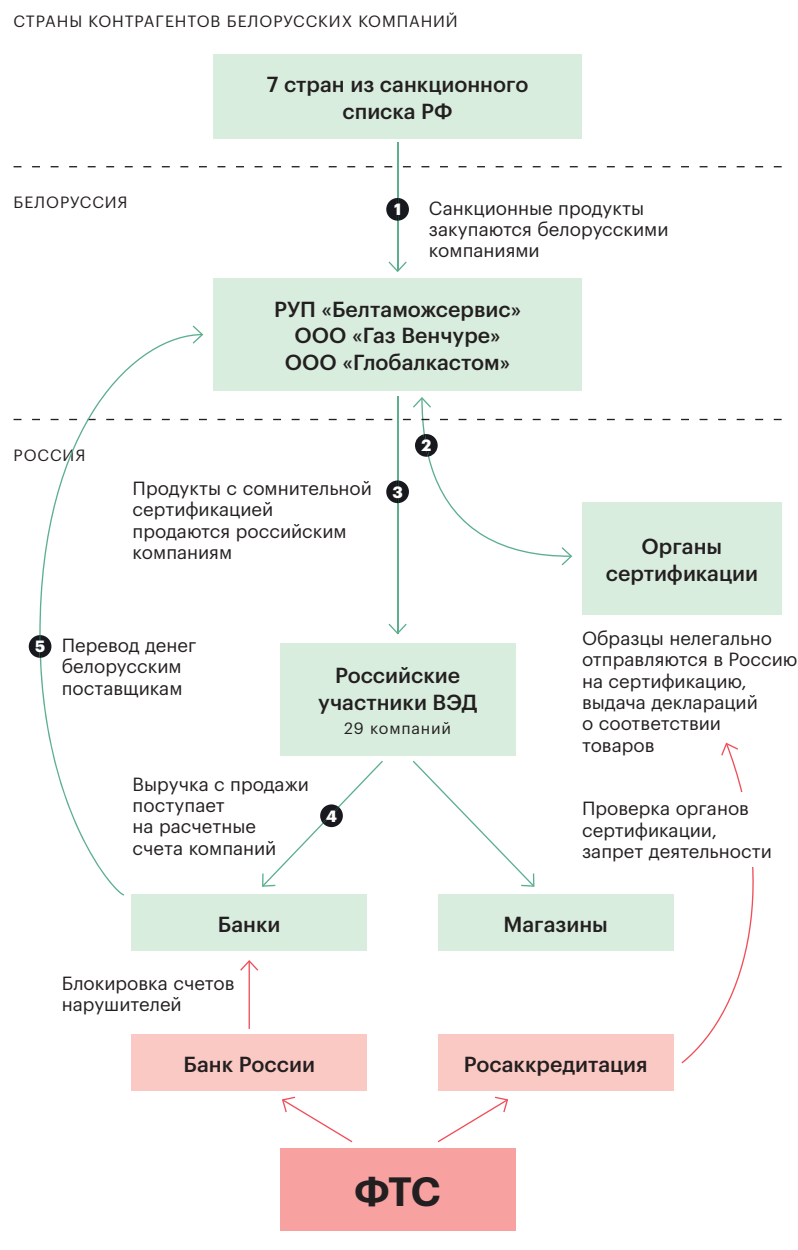 СТРАНЫ КОНТРАГЕНТОВ БЕЛОРУССКИХ КОМПАНИЙ
7 стран из санкционного
списка РФ
БЕЛОРУССИЯ
1
Санкционные продукты
закупаются белорусскими
компаниями
РУП «Белтаможсервис»
ООО «Газ Венчуре»
ООО «Глобалкастом»
РОССИЯ
2
3
Продукты с сомнительной
сертификацией
продаются российским
компаниям
Органы
сертификации
Образцы нелегально
отправляются в Россию
на сертификацию,
выдача деклараций
о соответствии
товаров
5
Перевод денег
белорусским
поставщикам
Российские
участники ВЭД
29 компаний
Выручка с продажи
поступает
на расчетные
счета компаний
4
Проверка органов
сертификации,
запрет деятельности
Банки
Магазины
Блокировка счетов
нарушителей
Банк России
Росаккредитация
ФТС